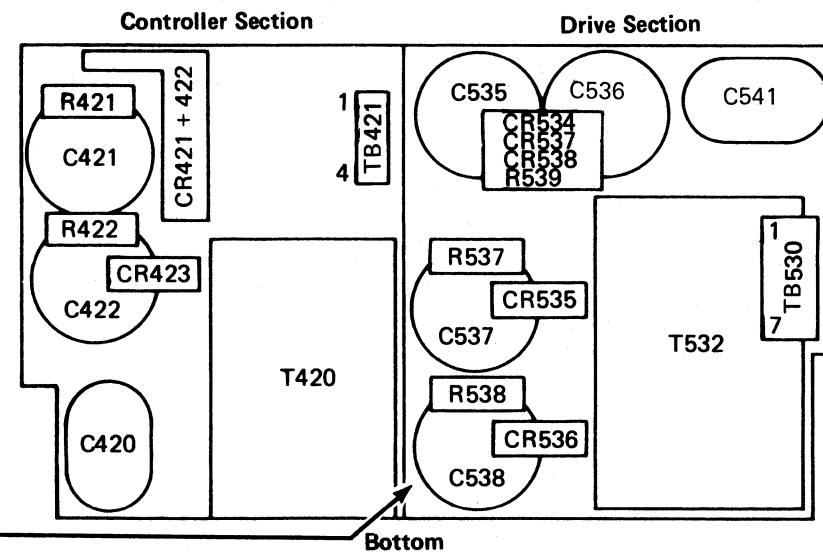 Controller Section
Drive Section
R421
C421
CR421 + 422
1
TB421
4
R422
CR423
C422
T420
C420
C535
C536
C541
CR534
CR537
CR538
R539
R537
CR535
C537
R538
CR536
C538
T532
1
TB530
7
Bottom